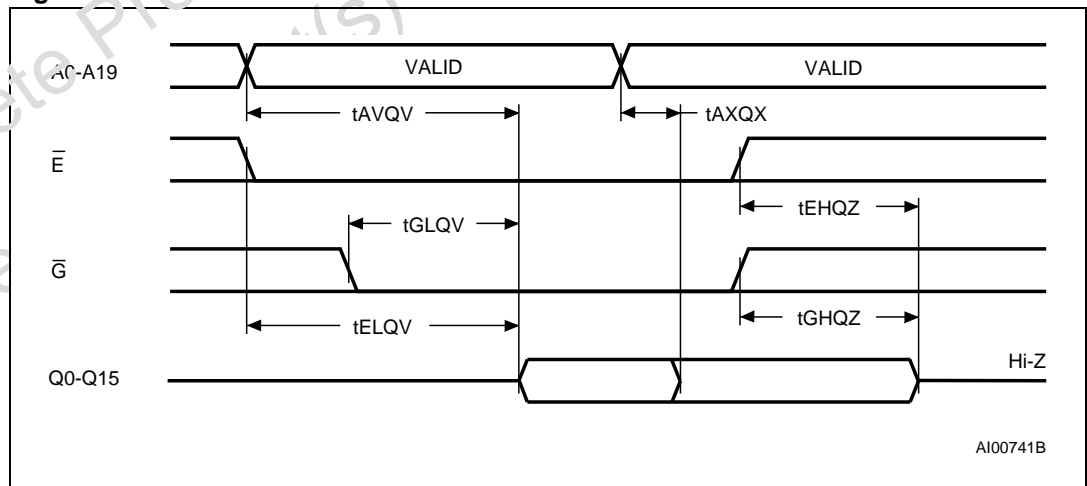 A0-A19
VALID
VALID
tAVQV
tAXQX
E̅
tEHQZ
tGLQV
G̅
tELQV
tGHQZ
Q0-Q15
Hi-Z
AI00741B